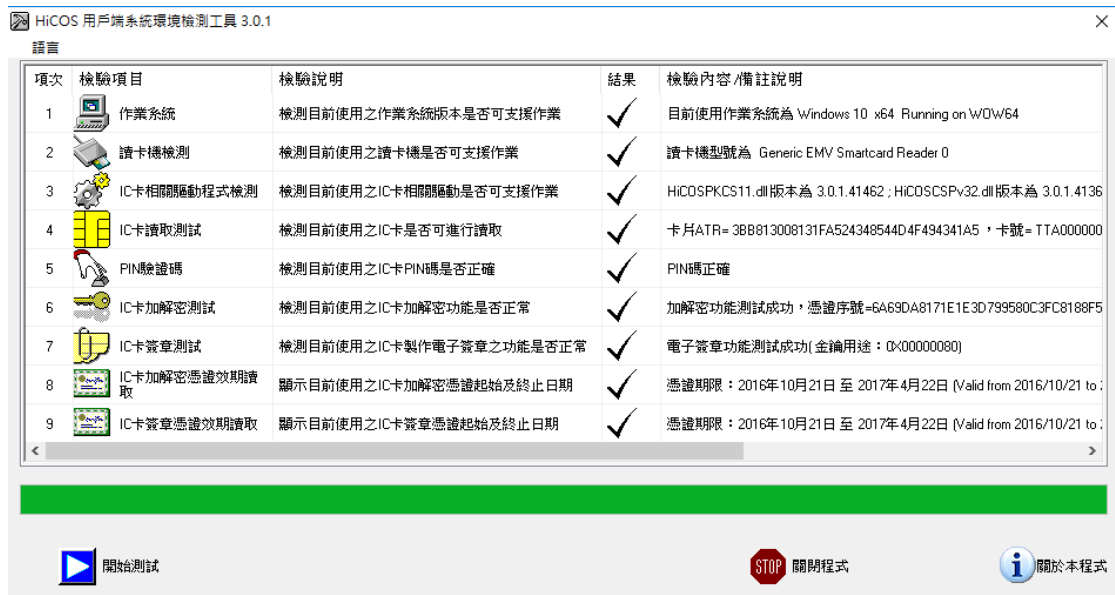 HiCOS 用戶端系統環境檢測工具 3.0.1
語言
項次 檢驗項目 檢驗說明 結果 檢驗內容/備註說明
1 作業系統 檢測目前使用之作業系統版本是否可支援作業 目前使用作業系統為 Windows 10 x64 Running on WOW64
2 讀卡機檢測 檢測目前使用之讀卡機是否可支援作業 讀卡機型號為 Generic EMV Smartcard Reader 0
3 IC卡相關驅動程式檢測 檢測目前使用之IC卡相關驅動是否可支援作業 HiCOSPKCS11.dll版本為 3.0.1.41462 ; HiCOSCSPv32.dll版本為 3.0.1.4136
4 IC卡讀取測試 檢測目前使用之IC卡是否可進行讀取 卡片ATR= 3BB813008131FA524348544D4F494341A5 ，卡號= TTA000000
5 PIN驗證碼 檢測目前使用之IC卡PIN碼是否正確 PIN碼正確
6 IC卡加解密測試 檢測目前使用之IC卡加解密功能是否正常 加解密功能測試成功，憑證序號=6A69DA8171E1E3D799580C3FC8188F5
7 IC卡簽章測試 檢測目前使用之IC卡製作電子簽章之功能是否正常 電子簽章功能測試成功(金鑰用途：0X00000080)
8 IC卡加解密憑證效期讀取 顯示目前使用之IC卡加解密憑證起始及終止日期 憑證期限：2016年10月21日 至 2017年4月22日 (Valid from 2016/10/21 to
9 IC卡簽章憑證效期讀取 顯示目前使用之IC卡簽章憑證起始及終止日期 憑證期限：2016年10月21日 至 2017年4月22日 (Valid from 2016/10/21 to
開始測試 STOP 關閉程式 關於本程式